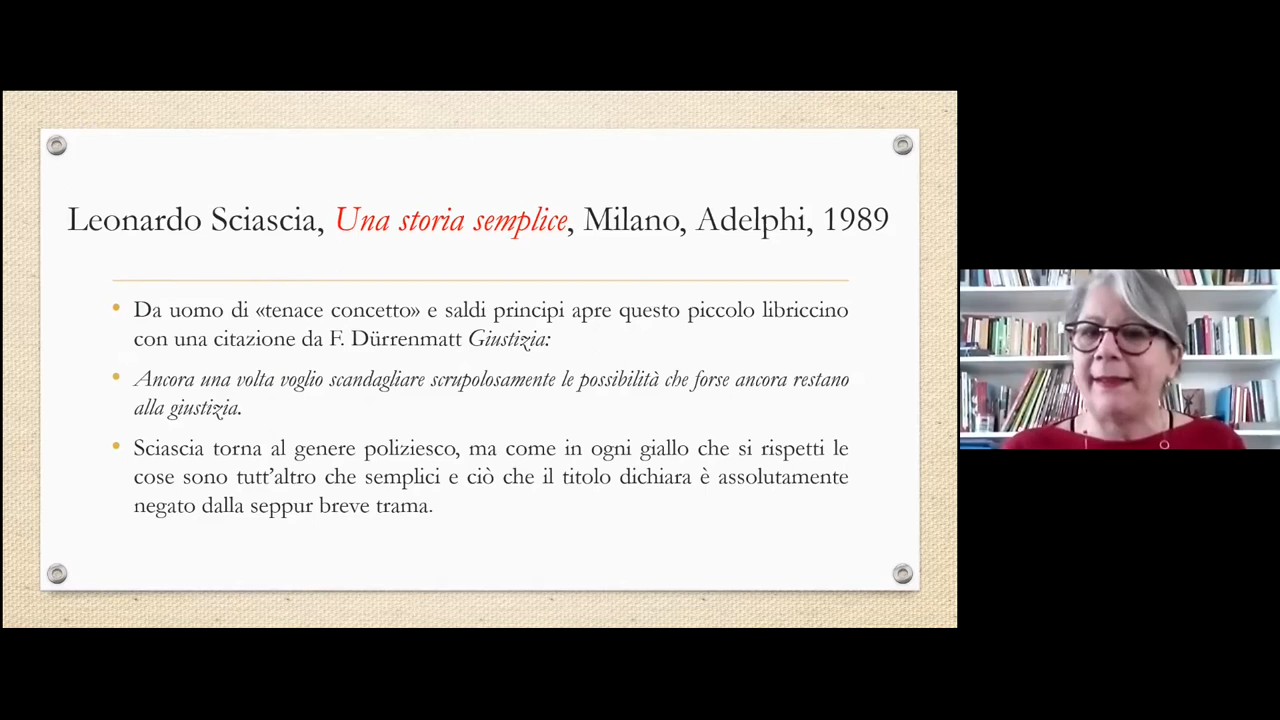 Leonardo Sciascia, Una storia semplice, Milano, Adelphi, 1989
• Da uomo di «tenace concetto» e saldi principi apre questo piccolo libriccino
con una citazione da F. Dürrenmatt Giustizia:
• Ancora una volta voglio scandagliare scrupolosamente le possibilità che forse ancora restano
alla giustizia.
• Sciascia torna al genere poliziesco, ma come in ogni giallo che si rispetti le
cose sono tutt’altro che semplici e ciò che il titolo dichiara è assolutamente
negato dalla seppur breve trama.